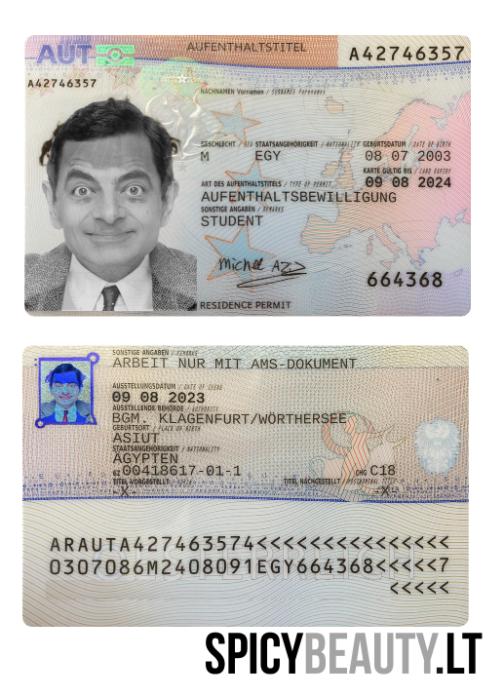 AUT
AUFENTHALTSTITEL
A42746357
A42746357
NACHNAMEN Vornamen / SURNAMES Forenames
GESCHLECHT / SEX STAATSANGEHÖRIGKEIT / NATIONALITY GEBURTSDATUM / DATE OF BIRTH
M EGY 08 07 2003
KARTE GÜLTIG BIS / CARD EXPIRY
09 08 2024
ART DES AUFENTHALTSTITELS / TYPE OF PERMIT
AUFENTHALTSBEWILLIGUNG
SONSTIGE ANGABEN / REMARKS
STUDENT
664368
RESIDENCE PERMIT
SONSTIGE ANGABEN / REMARKS
ARBEIT NUR MIT AMS-DOKUMENT
AUSSTELLUNGSDATUM / DATE OF ISSUE
09 08 2023
AUSSTELLENDE BEHÖRDE / AUTHORITY
BGM. KLAGENFURT/WÖRTHERSEE
GEBURTSORT / PLACE OF BIRTH
ASIUT
STAATSANGEHÖRIGKEIT / NATIONALITY
ÄGYPTEN
GZ 00418617-01-1 CHG C18
TITEL VORGESTELLT / TITEL NACHGESTELLT /
-X- -X-
ARAUTA427463574<<<<<<<<<<<<<<<
0307086M2408091EGY664368<<<<<7
<<<<<
SPICYBEAUTY.LT